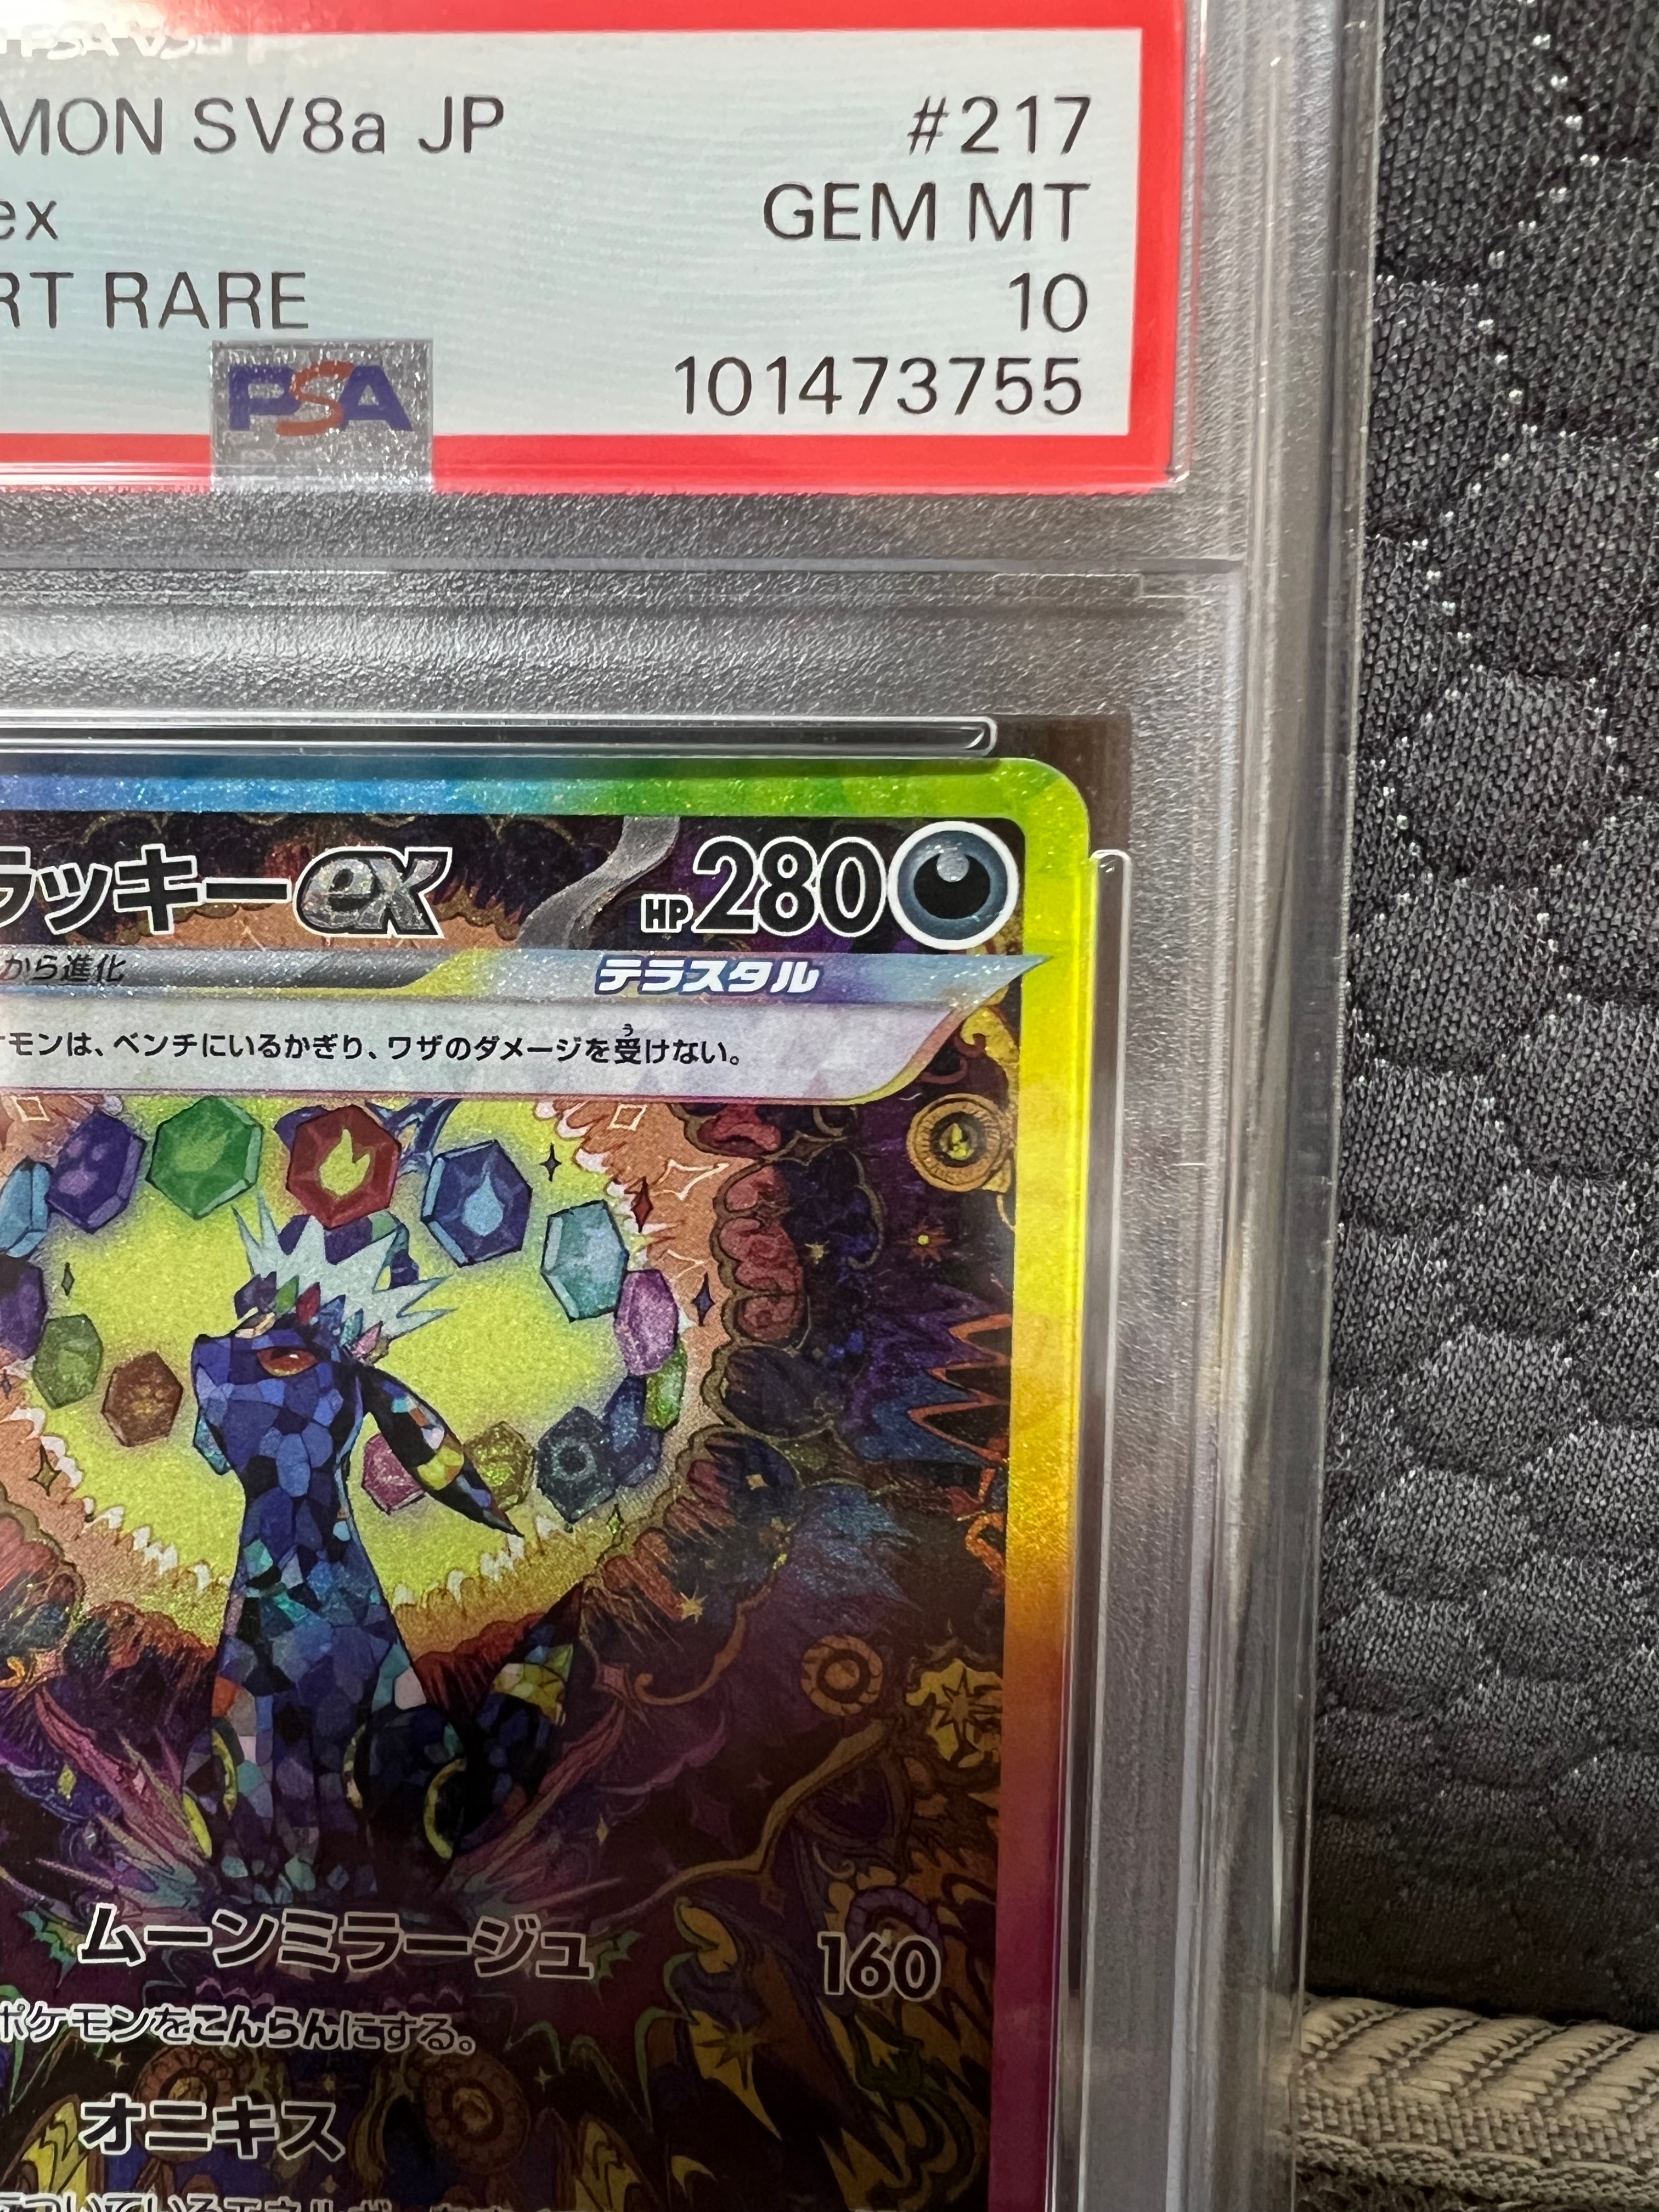 MON SV8a JP #217
ex GEM MT
RT RARE 10
PSA 101473755
ラッキーex HP280
から進化 テラスタル
モンは、ベンチにいるかぎり、ワザのダメージを受けない。
う
ムーンミラージュ 160
ポケモンをこんらんにする。
オニキス